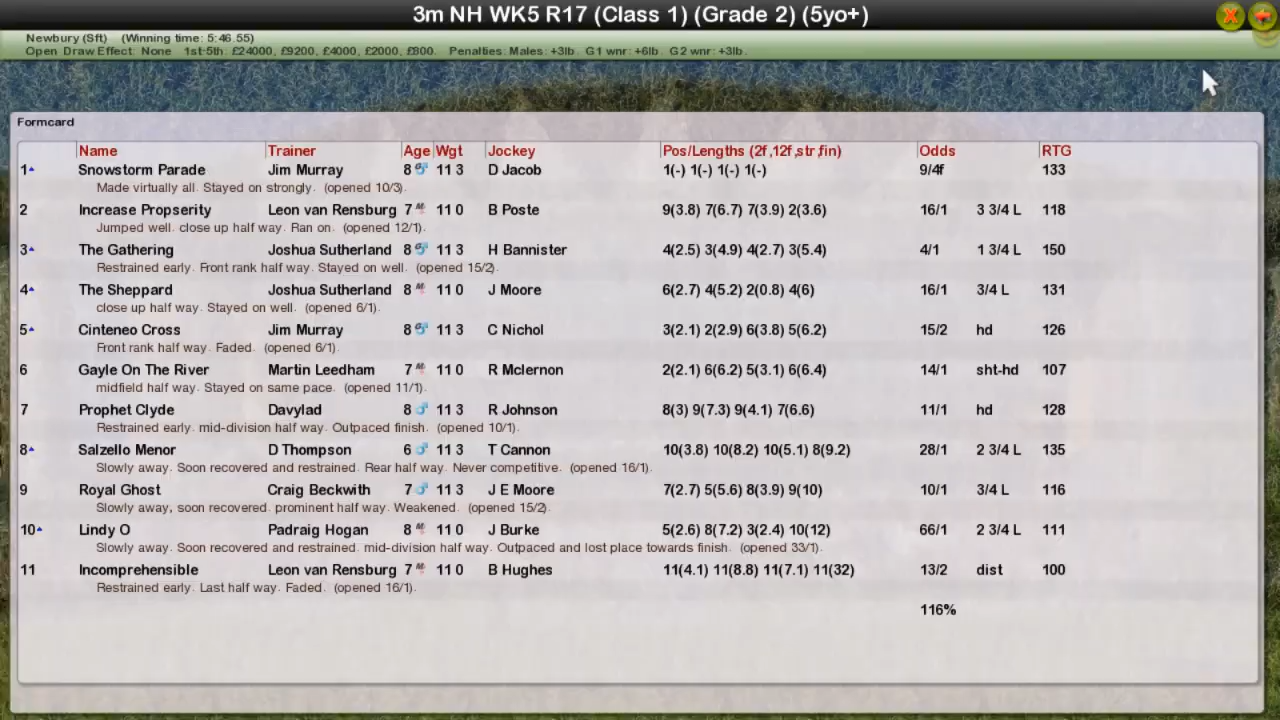 3m NH WK5 R17 (Class 1) (Grade 2) (5yo+)
Newbury (Sft) (Winning time: 5:46.55)
Open Draw Effect: None 1st-5th: £24000, £9200, £4000, £2000, £800. Penalties: Males: +3lb. G1 wnr: +6lb. G2 wnr: +3lb.
Formcard
Name Trainer Age Wgt Jockey Pos/Lengths (2f,12f,str,fin) Odds RTG
1 Snowstorm Parade Jim Murray 8 11 3 D Jacob 1(-) 1(-) 1(-) 1(-) 9/4f 133
Made virtually all. Stayed on strongly. (opened 10/3).
2 Increase Propserity Leon van Rensburg 7 11 0 B Poste 9(3.8) 7(6.7) 7(3.9) 2(3.6) 16/1 3 3/4 L 118
Jumped well. close up half way. Ran on. (opened 12/1).
3 The Gathering Joshua Sutherland 8 11 3 H Bannister 4(2.5) 3(4.9) 4(2.7) 3(5.4) 4/1 1 3/4 L 150
Restrained early. Front rank half way. Stayed on well. (opened 15/2).
4 The Sheppard Joshua Sutherland 8 11 0 J Moore 6(2.7) 4(5.2) 2(0.8) 4(6) 16/1 3/4 L 131
close up half way. Stayed on well. (opened 6/1).
5 Cinteneo Cross Jim Murray 8 11 3 C Nichol 3(2.1) 2(2.9) 6(3.8) 5(6.2) 15/2 hd 126
Front rank half way. Faded. (opened 6/1).
6 Gayle On The River Martin Leedham 7 11 0 R Mclernon 2(2.1) 6(6.2) 5(3.1) 6(6.4) 14/1 sht-hd 107
midfield half way. Stayed on same pace. (opened 11/1).
7 Prophet Clyde Davylad 8 11 3 R Johnson 8(3) 9(7.3) 9(4.1) 7(6.6) 11/1 hd 128
Restrained early. mid-division half way. Outpaced finish. (opened 10/1).
8 Salzello Menor D Thompson 6 11 3 T Cannon 10(3.8) 10(8.2) 10(5.1) 8(9.2) 28/1 2 3/4 L 135
Slowly away. Soon recovered and restrained. Rear half way. Never competitive. (opened 16/1).
9 Royal Ghost Craig Beckwith 7 11 3 J E Moore 7(2.7) 5(5.6) 8(3.9) 9(10) 10/1 3/4 L 116
Slowly away, soon recovered. prominent half way. Weakened. (opened 15/2).
10 Lindy O Padraig Hogan 8 11 0 J Burke 5(2.6) 8(7.2) 3(2.4) 10(12) 66/1 2 3/4 L 111
Slowly away. Soon recovered and restrained. mid-division half way. Outpaced and lost place towards finish. (opened 33/1).
11 Incomprehensible Leon van Rensburg 7 11 0 B Hughes 11(4.1) 11(8.8) 11(7.1) 11(32) 13/2 dist 100
Restrained early. Last half way. Faded. (opened 16/1).
116%